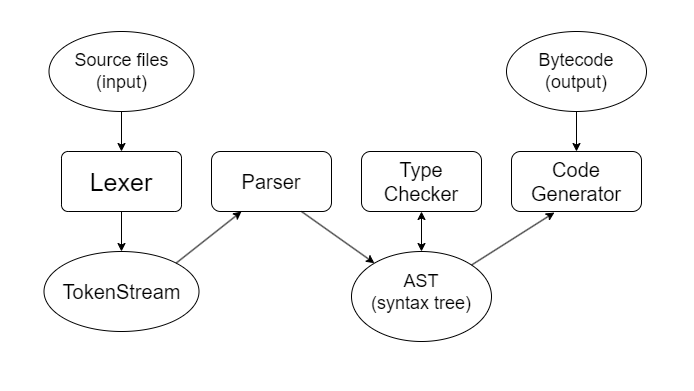 Source files
(input)
Bytecode
(output)
Lexer
Parser
Type
Checker
Code
Generator
TokenStream
AST
(syntax tree)